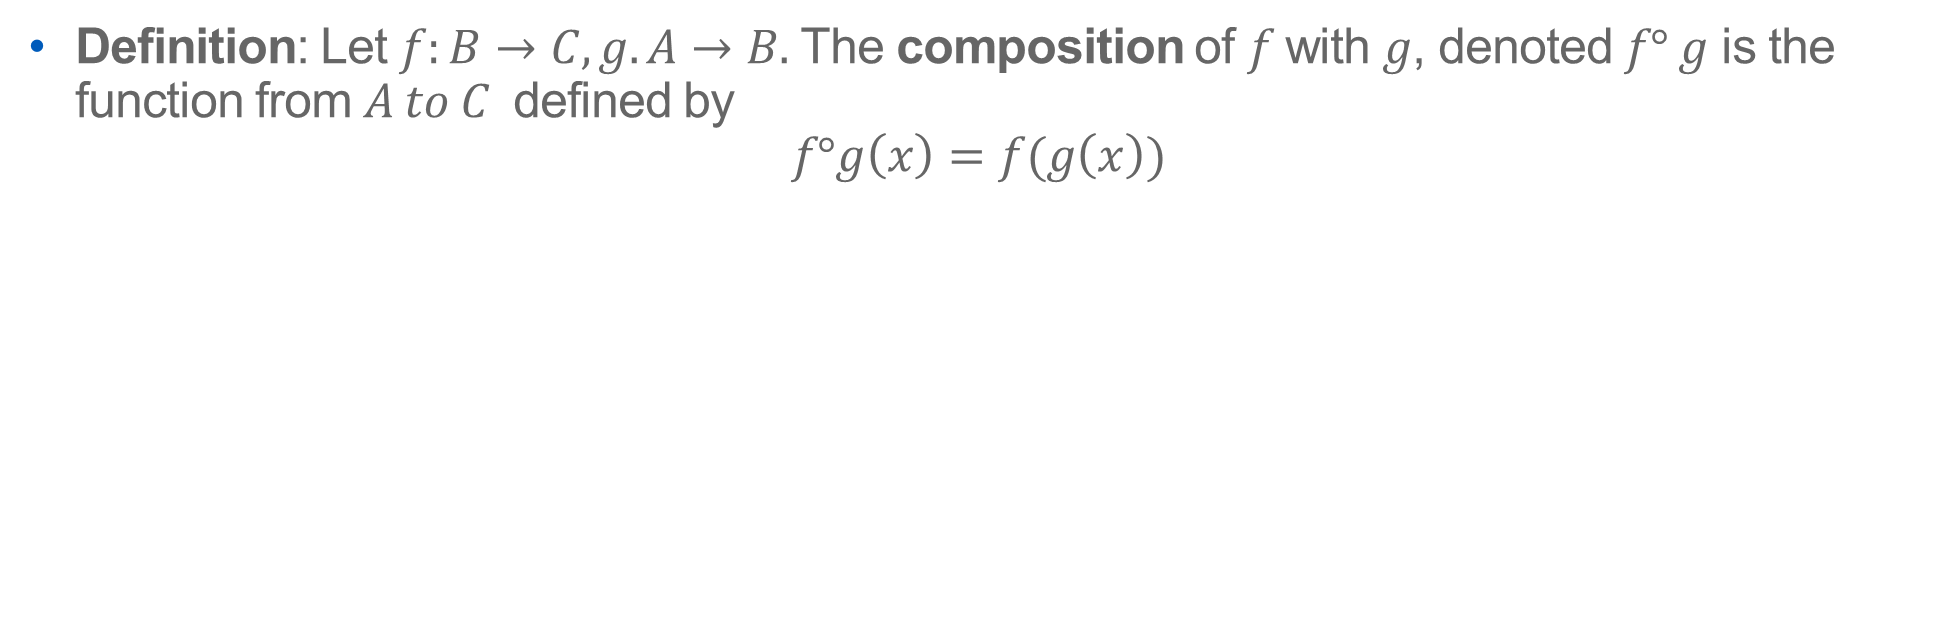 • Definition: Let f: B → C, g. A → B. The composition of f with g, denoted f° g is the
function from A to C defined by
f°g(x) = f(g(x))